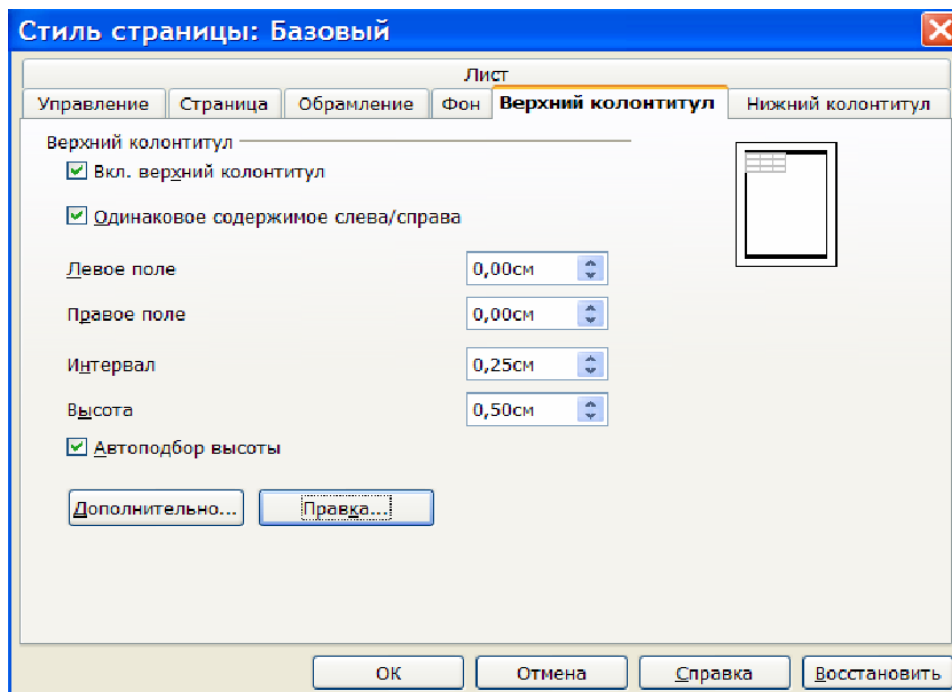 Стиль страницы: Базовый
Лист
Управление Страница Обрамление Фон Верхний колонтитул Нижний колонтитул
Верхний колонтитул
Вкл. верхний колонтитул
Одинаковое содержимое слева/справа
Левое поле 0,00см
Правое поле 0,00см
Интервал 0,25см
Высота 0,50см
Автоподбор высоты
Дополнительно... Правка...
ОК Отмена Справка Восстановить